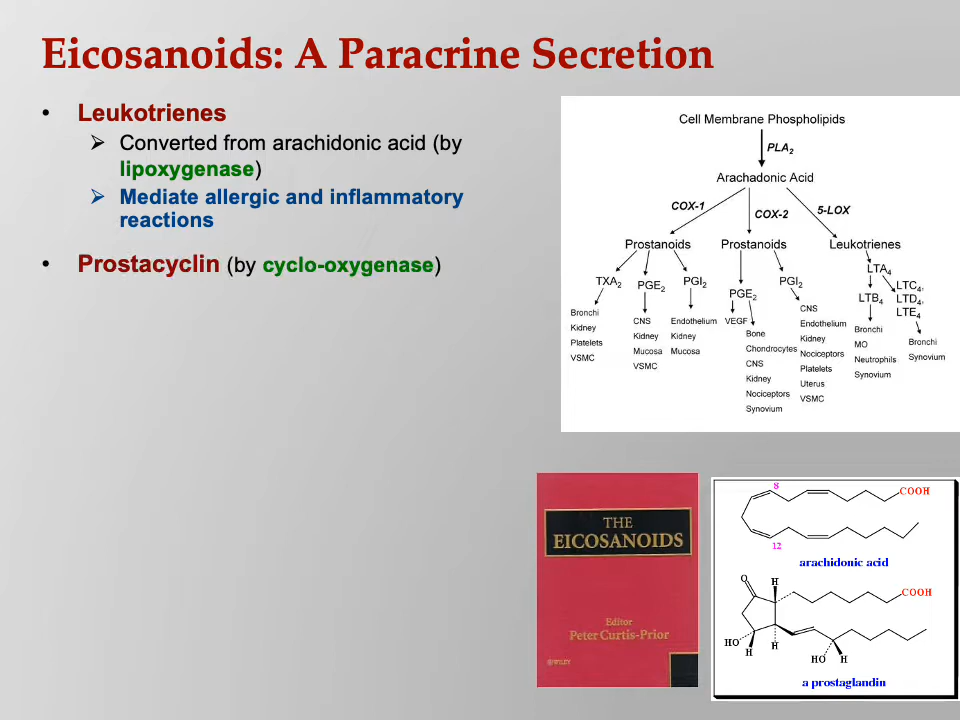 Eicosanoids: A Paracrine Secretion
• Leukotrienes
➢ Converted from arachidonic acid (by
lipoxygenase)
➢ Mediate allergic and inflammatory
reactions
• Prostacyclin (by cyclo-oxygenase)
Cell Membrane Phospholipids
PLA2
Arachadonic Acid
COX-1
COX-2
5-LOX
Prostanoids
Prostanoids
Leukotrienes
TXA2
PGE2
PGI2
PGE2
PGI2
LTA4
LTB4
LTC4,
LTD4,
LTE4
Bronchi
Kidney
Platelets
VSMC
CNS
Kidney
Mucosa
VSMC
Endothelium
Kidney
Mucosa
VEGF
Bone
Chondrocytes
CNS
Kidney
Nociceptors
Synovium
CNS
Endothelium
Kidney
Nociceptors
Platelets
Uterus
VSMC
Bronchi
MO
Neutrophils
Synovium
Bronchi
Synovium
THE
EICOSANOIDS
Editor
Peter Curtis-Prior
WILEY
8
COOH
12
arachidonic acid
O
H
COOH
HO
H
H
HO
H
a prostaglandin